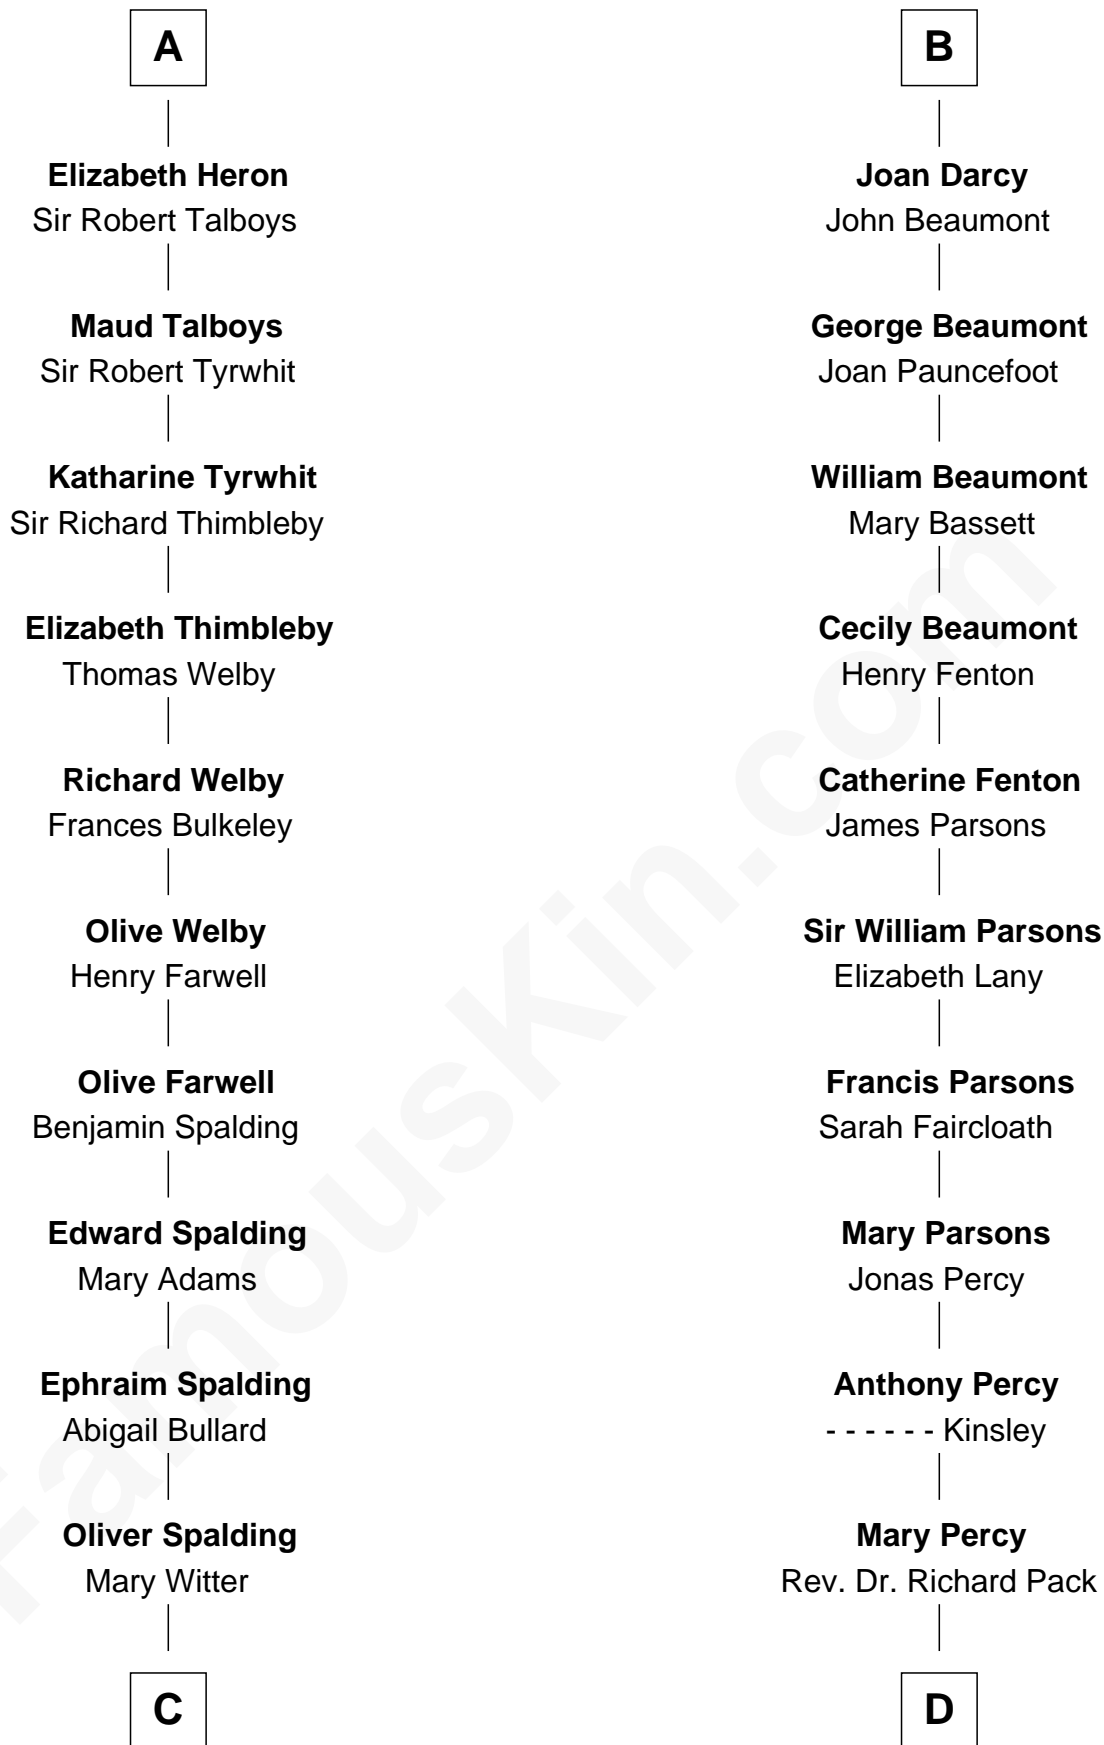 A
Elizabeth Heron
Sir Robert Talboys
Maud Talboys
Sir Robert Tyrwhit
Katharine Tyrwhit
Sir Richard Thimbleby
Elizabeth Thimbleby
Thomas Welby
Richard Welby
Frances Bulkeley
Olive Welby
Henry Farwell
Olive Farwell
Benjamin Spalding
Edward Spalding
Mary Adams
Ephraim Spalding
Abigail Bullard
Oliver Spalding
Mary Witter
C
B
Joan Darcy
John Beaumont
George Beaumont
Joan Pauncefoot
William Beaumont
Mary Bassett
Cecily Beaumont
Henry Fenton
Catherine Fenton
James Parsons
Sir William Parsons
Elizabeth Lany
Francis Parsons
Sarah Faircloath
Mary Parsons
Jonas Percy
Anthony Percy
- - - - - - Kinsley
Mary Percy
Rev. Dr. Richard Pack
D
FamousKin.com